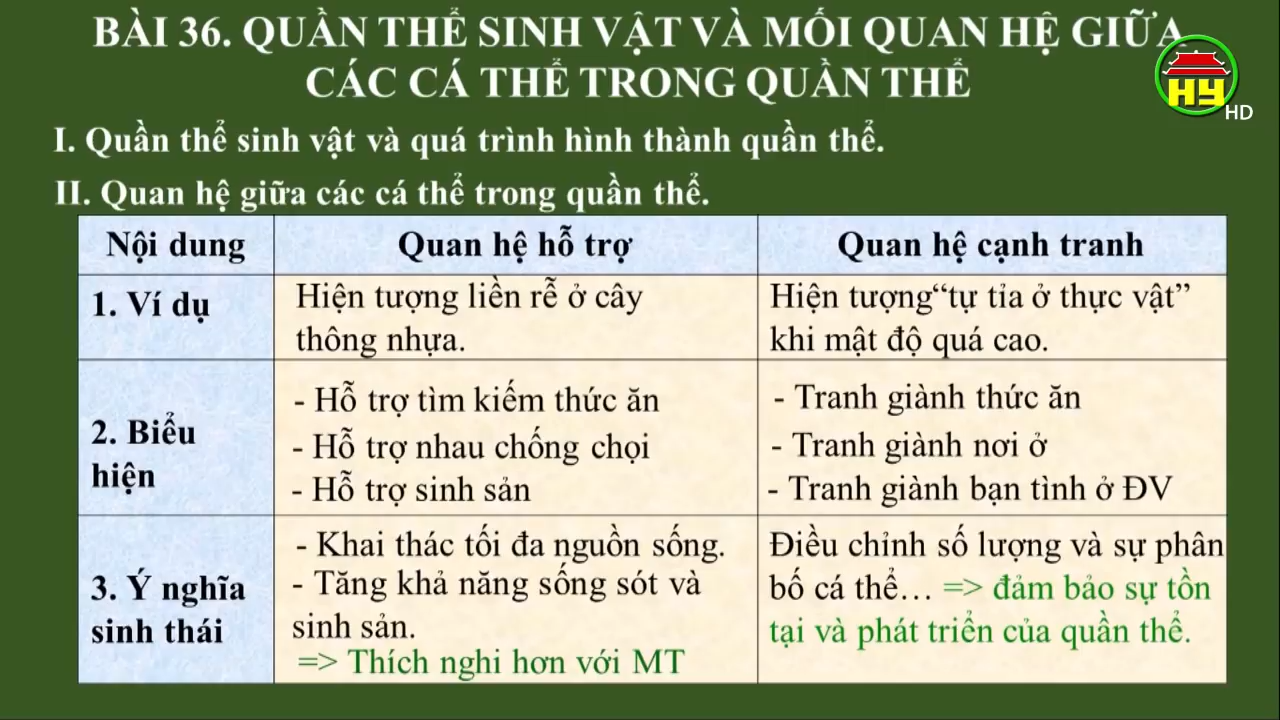 BÀI 36. QUẦN THỂ SINH VẬT VÀ MỐI QUAN HỆ GIỮA
CÁC CÁ THỂ TRONG QUẦN THỂ
HY
HD
I. Quần thể sinh vật và quá trình hình thành quần thể.
II. Quan hệ giữa các cá thể trong quần thể.
Nội dung
Quan hệ hỗ trợ
Quan hệ cạnh tranh
1. Ví dụ
Hiện tượng liền rễ ở cây
thông nhựa.
Hiện tượng“tự tỉa ở thực vật”
khi mật độ quá cao.
2. Biểu
hiện
- Hỗ trợ tìm kiếm thức ăn
- Hỗ trợ nhau chống chọi
- Hỗ trợ sinh sản
- Tranh giành thức ăn
- Tranh giành nơi ở
- Tranh giành bạn tình ở ĐV
3. Ý nghĩa
sinh thái
- Khai thác tối đa nguồn sống.
- Tăng khả năng sống sót và
sinh sản.
=> Thích nghi hơn với MT
Điều chỉnh số lượng và sự phân
bố cá thể… => đảm bảo sự tồn
tại và phát triển của quần thể.